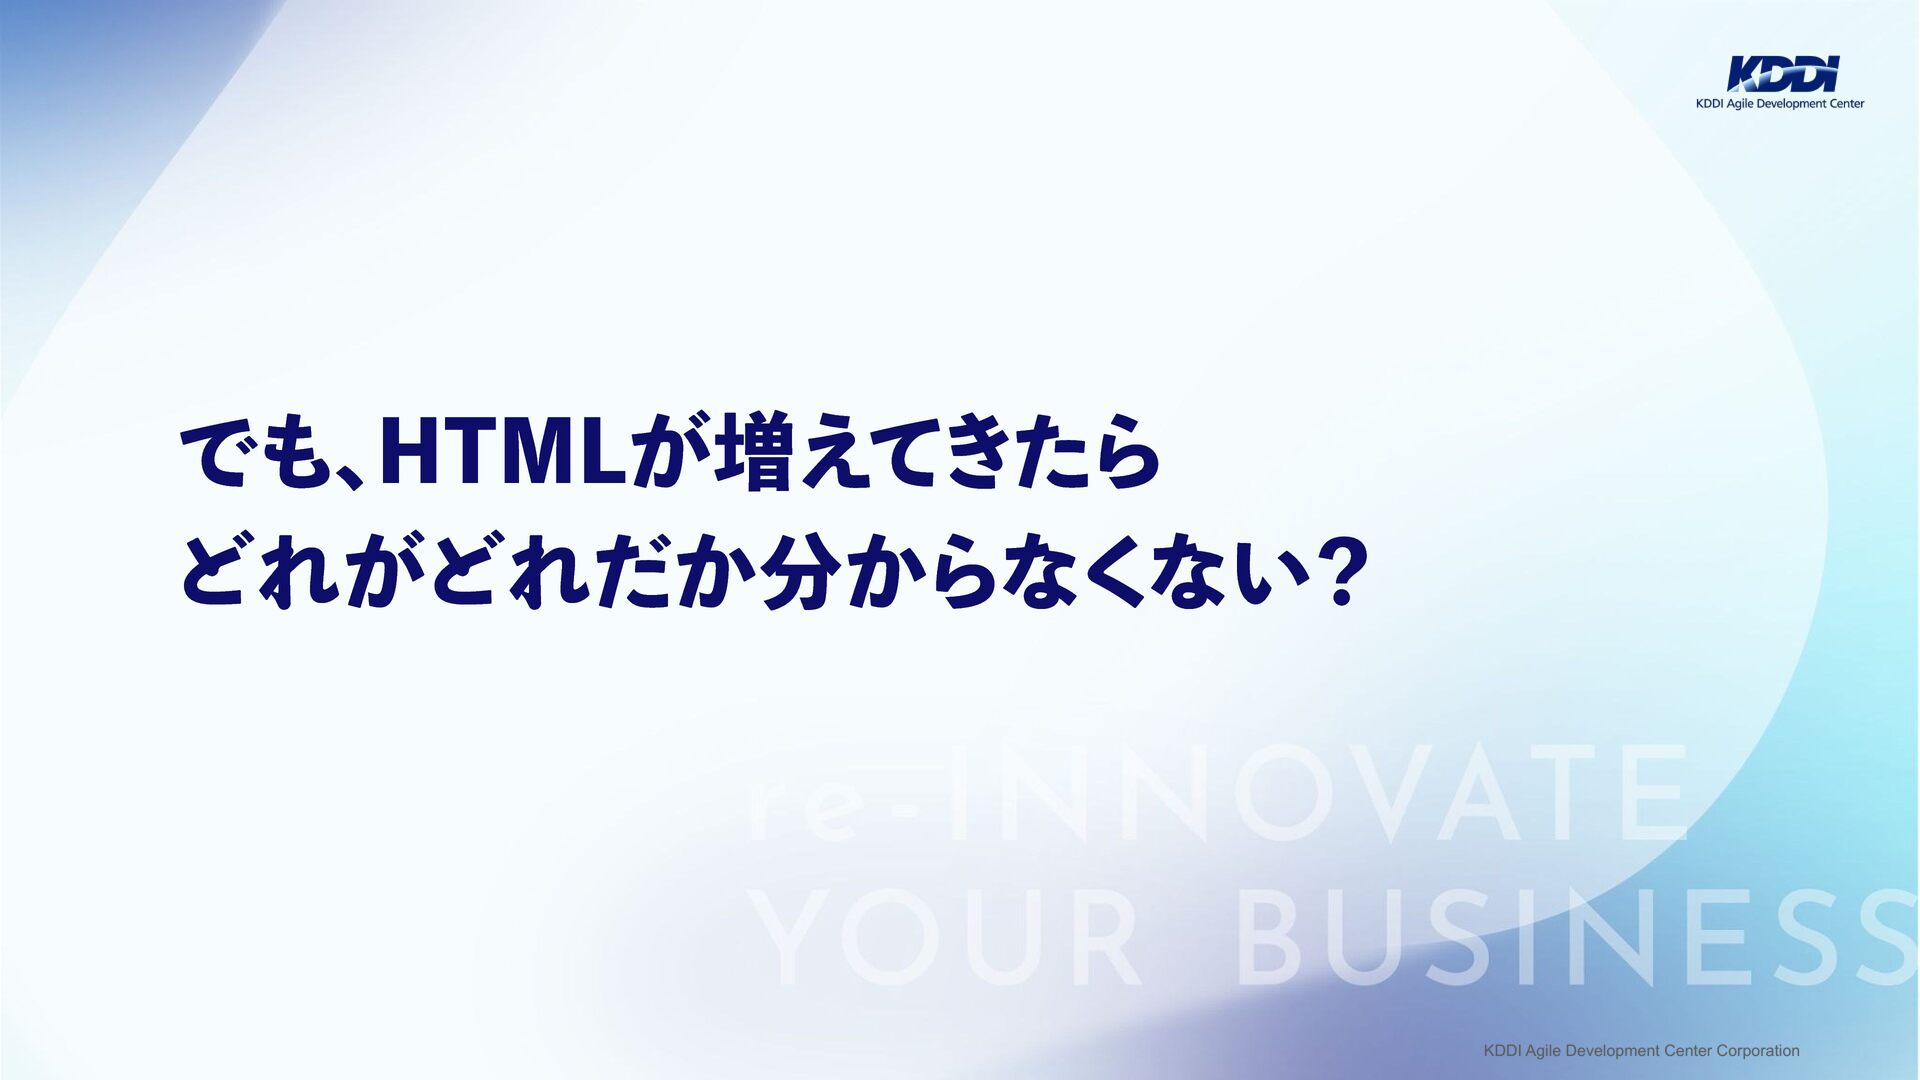 KDDI
KDDI Agile Development Center
でも、HTMLが増えてきたら
どれがどれだか分からなくない？
re-INNOVATE
YOUR BUSINESS
KDDI Agile Development Center Corporation